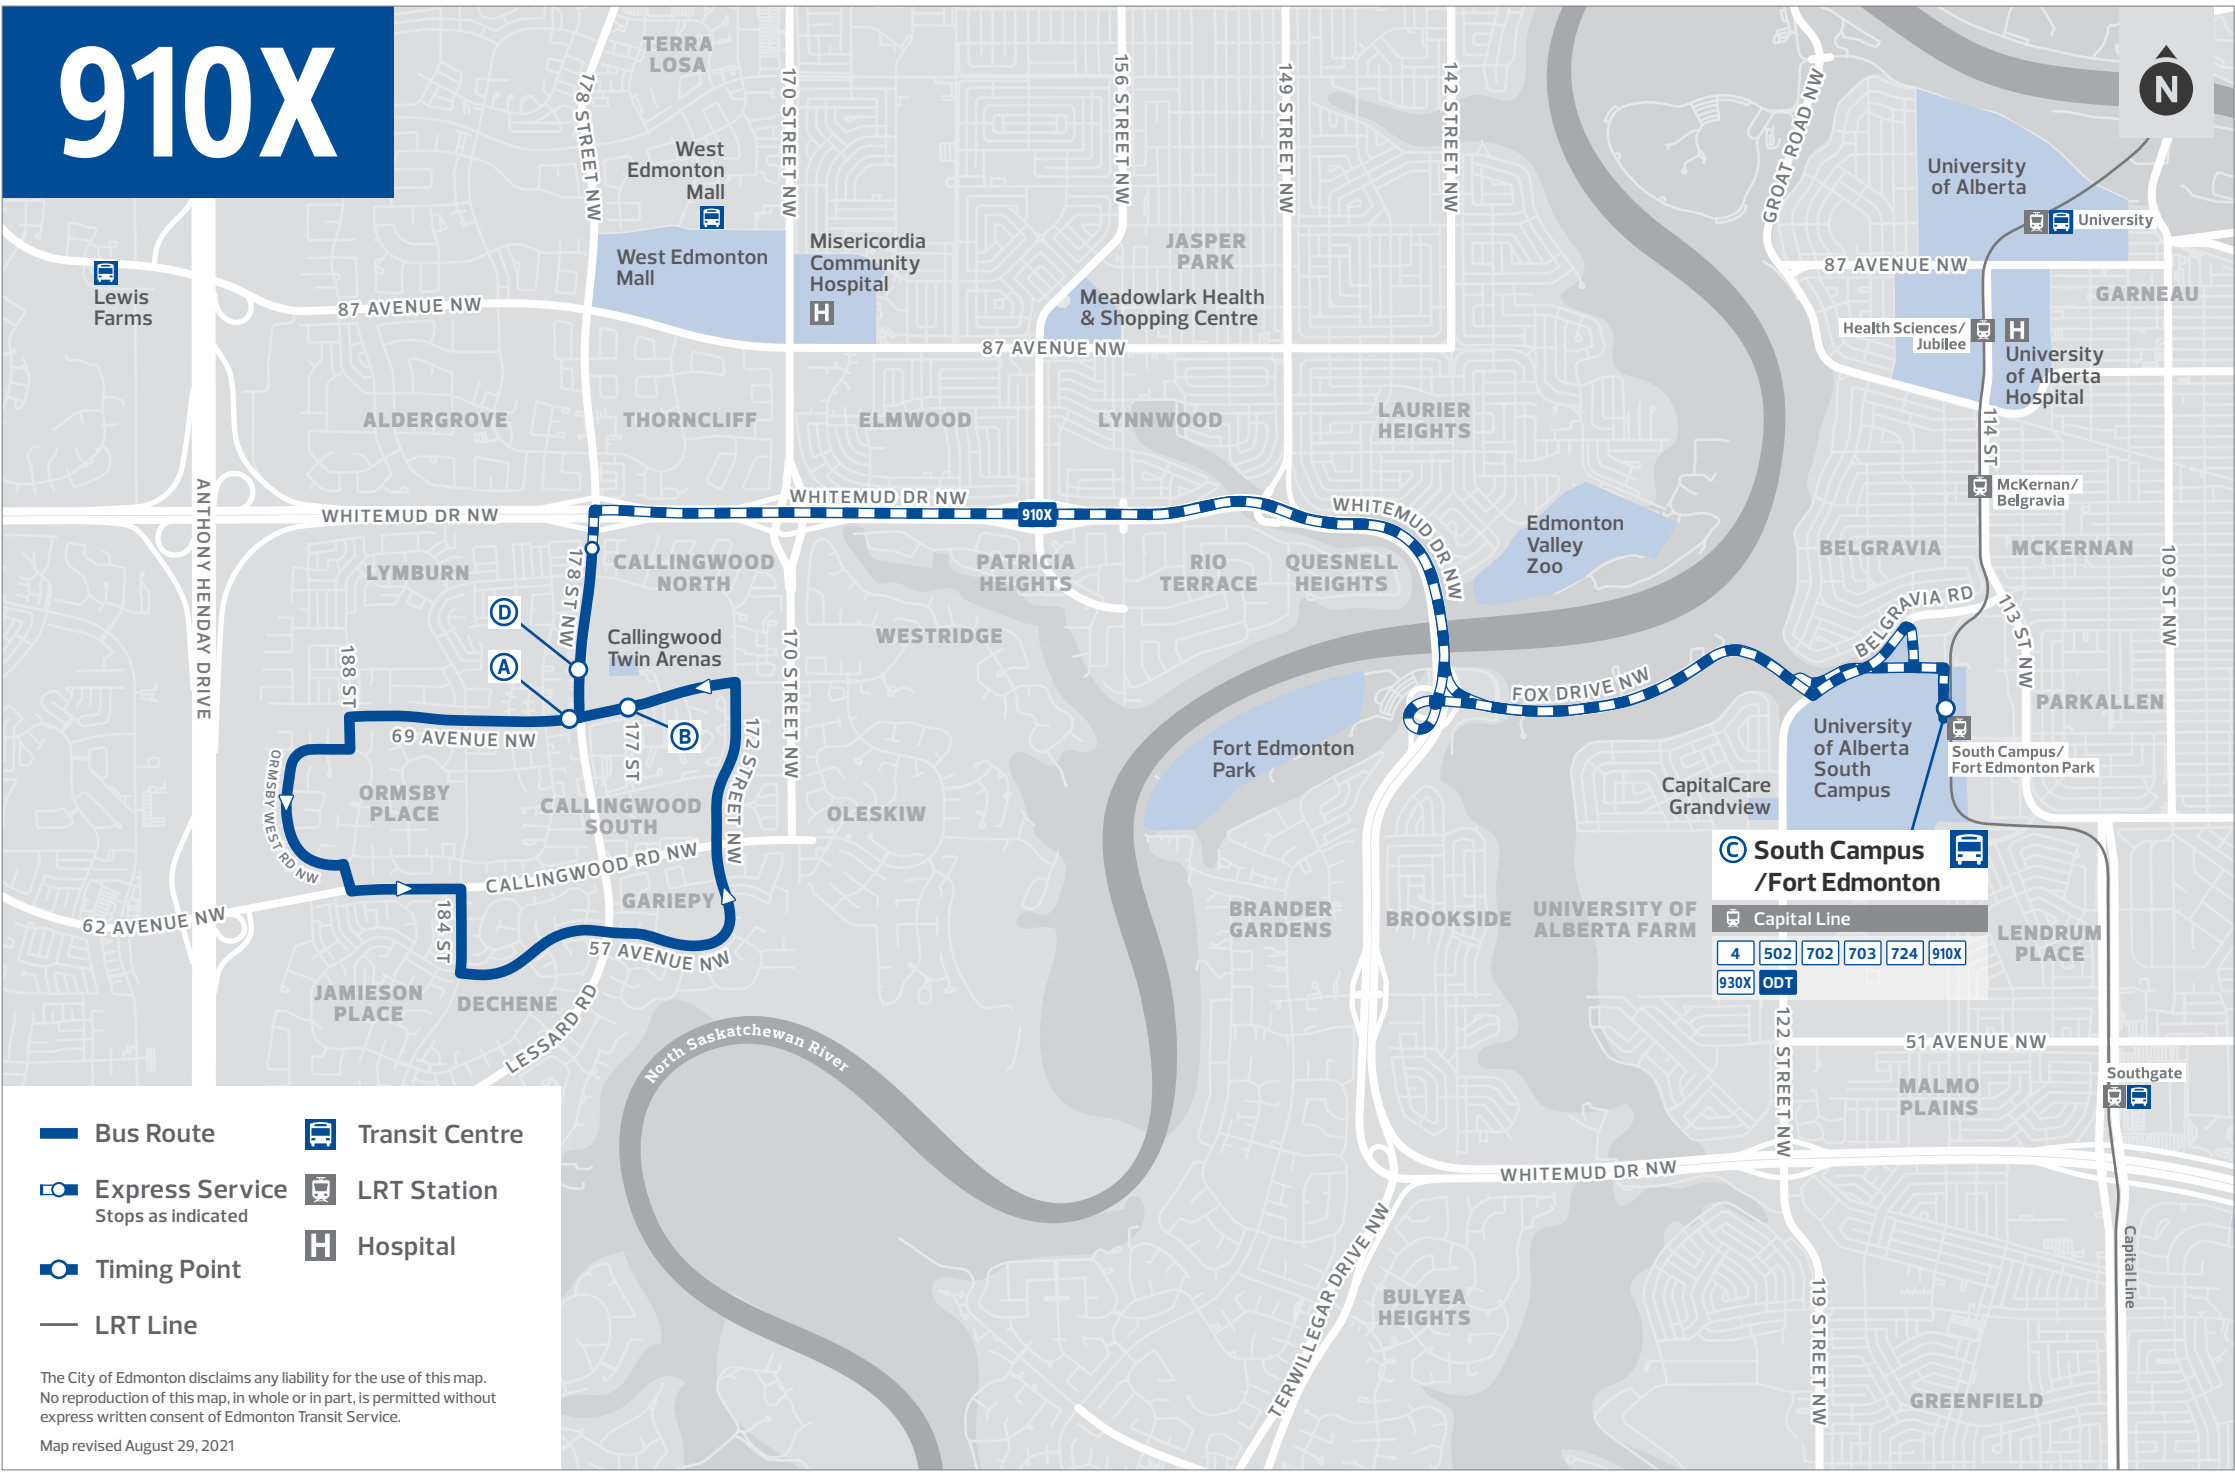 910X
N
TERRA
LOSA
178 STREET NW
170 STREET NW
156 STREET NW
149 STREET NW
142 STREET NW
GROAT ROAD NW
West
Edmonton
Mall
West Edmonton
Mall
Misericordia
Community
Hospital
H
JASPER
PARK
Meadowlark Health
& Shopping Centre
University
of Alberta
University
87 AVENUE NW
GARNEAU
Lewis
Farms
87 AVENUE NW
87 AVENUE NW
Health Sciences/
Jubilee
H
University
of Alberta
Hospital
114 ST
ALDERGROVE
THORNCLIFF
ELMWOOD
LYNNWOOD
LAURIER
HEIGHTS
McKernan/
Belgravia
ANTHONY HENDAY DRIVE
WHITEMUD DR NW
WHITEMUD DR NW
910X
WHITEMUD DR NW
Edmonton
Valley
Zoo
BELGRAVIA
MCKERNAN
109 ST NW
LYMBURN
178 ST NW
CALLINGWOOD
NORTH
PATRICIA
HEIGHTS
RIO
TERRACE
QUESNELL
HEIGHTS
BELGRAVIA RD
113 ST NW
D
A
Callingwood
Twin Arenas
170 STREET NW
WESTRIDGE
188 ST
69 AVENUE NW
177 ST
B
172 STREET NW
FOX DRIVE NW
PARKALLEN
Fort Edmonton
Park
University
of Alberta
South
Campus
South Campus/
Fort Edmonton Park
ORMSBY WEST RD NW
ORMSBY
PLACE
CALLINGWOOD
SOUTH
OLESKIW
CapitalCare
Grandview
CALLINGWOOD RD NW
C South Campus
/Fort Edmonton
Capital Line
4 502 702 703 724 910X
930X ODT
62 AVENUE NW
184 ST
GARIEPY
57 AVENUE NW
BRANDER
GARDENS
BROOKSIDE
UNIVERSITY OF
ALBERTA FARM
LENDRUM
PLACE
JAMIESON
PLACE
DECHENE
LESSARD RD
North Saskatchewan River
122 STREET NW
51 AVENUE NW
MALMO
PLAINS
Southgate
WHITEMUD DR NW
TERWILLEGAR DRIVE NW
BULYEA
HEIGHTS
119 STREET NW
Capital Line
GREENFIELD
Bus Route
Express Service
Stops as indicated
Timing Point
LRT Line
Transit Centre
LRT Station
H Hospital
The City of Edmonton disclaims any liability for the use of this map.
No reproduction of this map, in whole or in part, is permitted without
express written consent of Edmonton Transit Service.
Map revised August 29, 2021